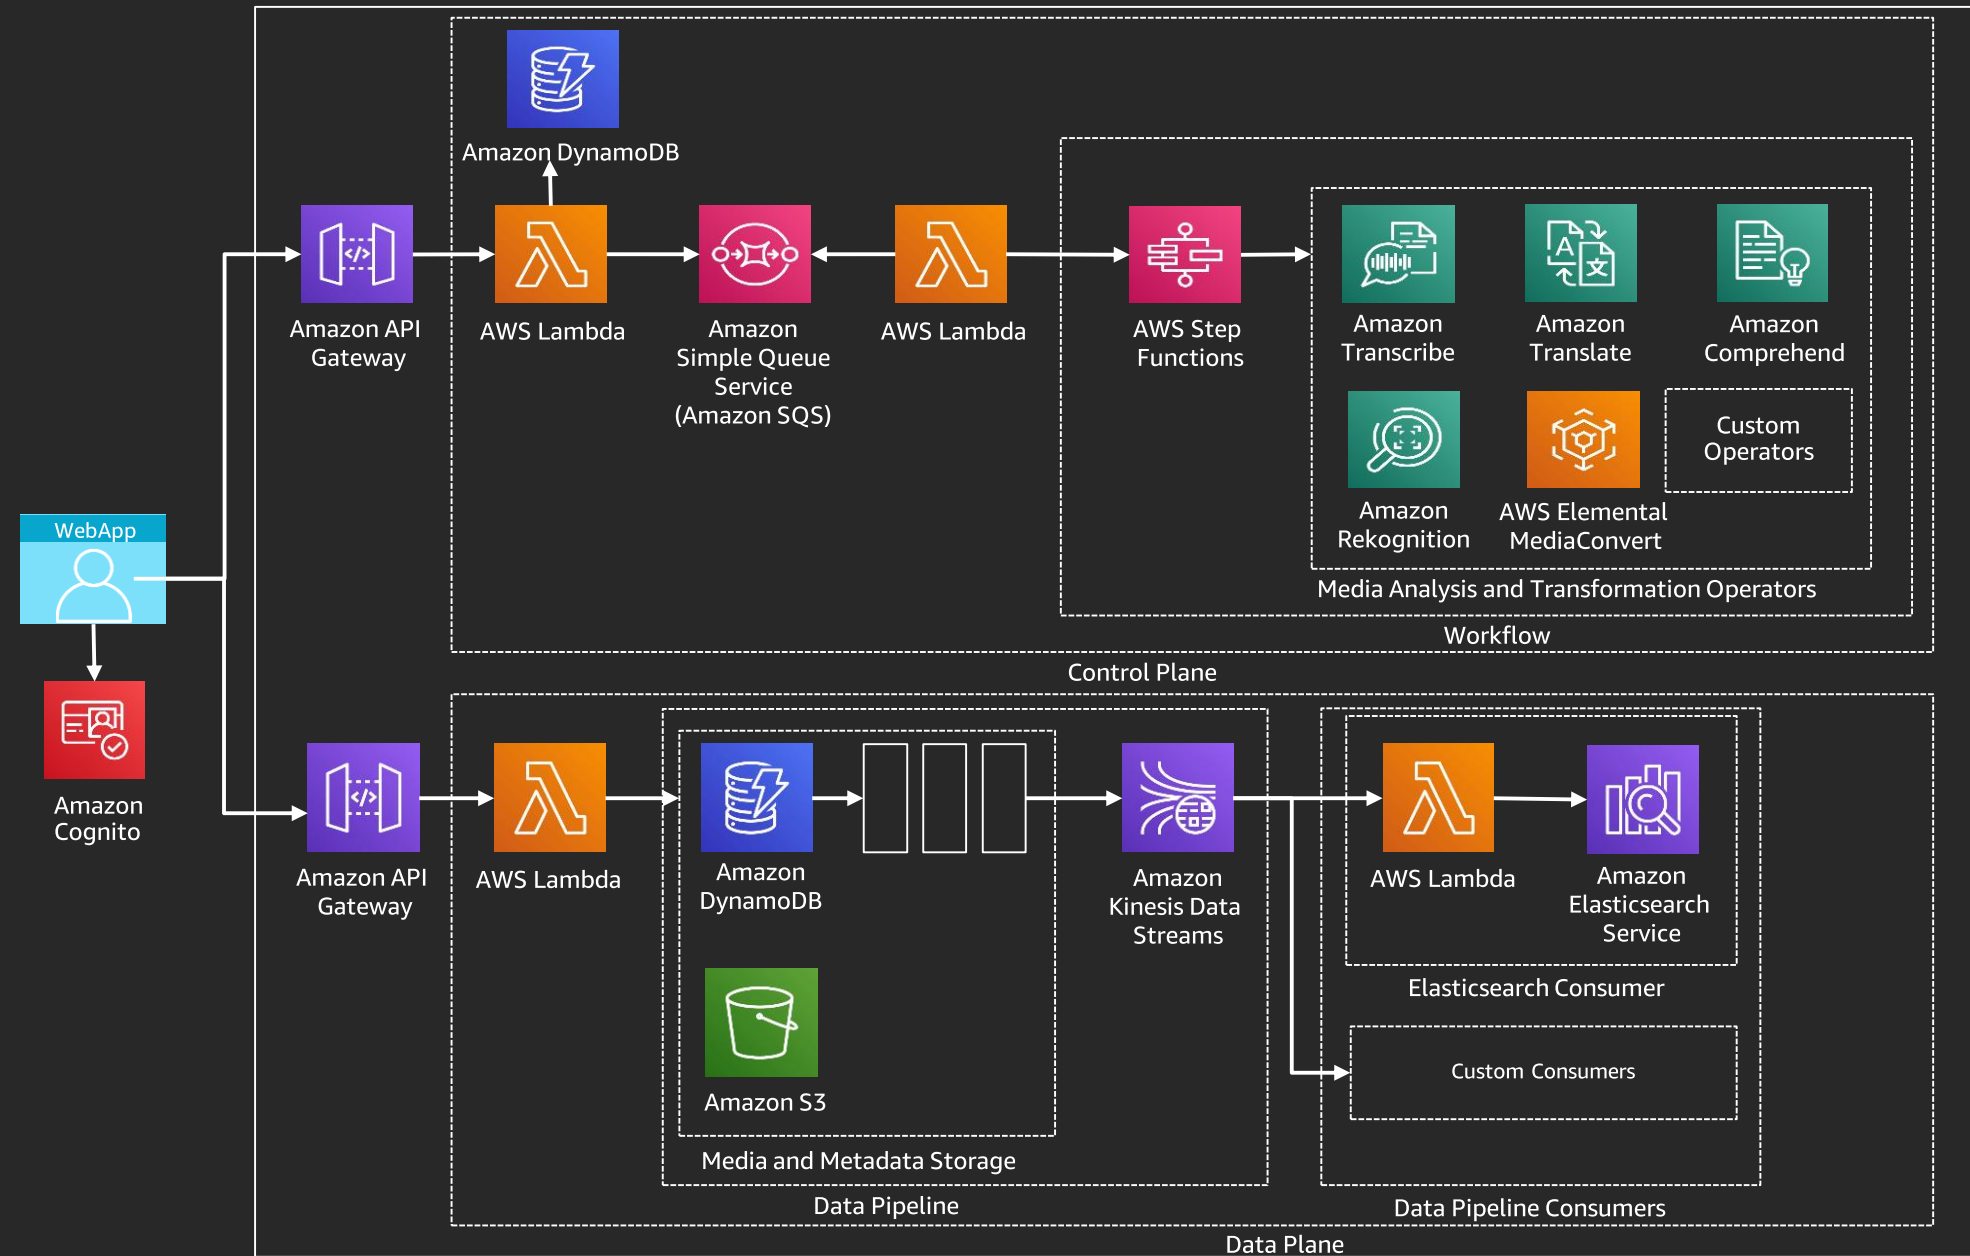 Amazon DynamoDB
Amazon API
Gateway
AWS Lambda
Amazon
Simple Queue
Service
(Amazon SQS)
AWS Lambda
AWS Step
Functions
Amazon
Transcribe
Amazon
Translate
Amazon
Comprehend
Amazon
Rekognition
AWS Elemental
MediaConvert
Custom
Operators
Media Analysis and Transformation Operators
Workflow
Control Plane
WebApp
Amazon
Cognito
Amazon API
Gateway
AWS Lambda
Amazon
DynamoDB
Amazon S3
Media and Metadata Storage
Amazon
Kinesis Data
Streams
Data Pipeline
AWS Lambda
Amazon
Elasticsearch
Service
Elasticsearch Consumer
Custom Consumers
Data Pipeline Consumers
Data Plane